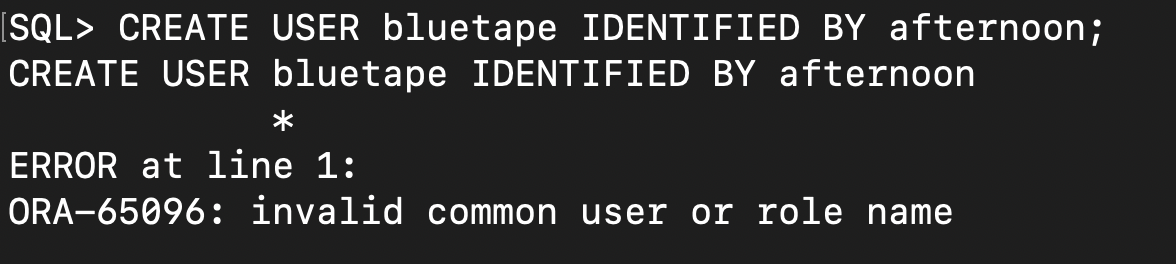 [SQL> CREATE USER bluetape IDENTIFIED BY afternoon;
CREATE USER bluetape IDENTIFIED BY afternoon
*
ERROR at line 1:
ORA-65096: invalid common user or role name